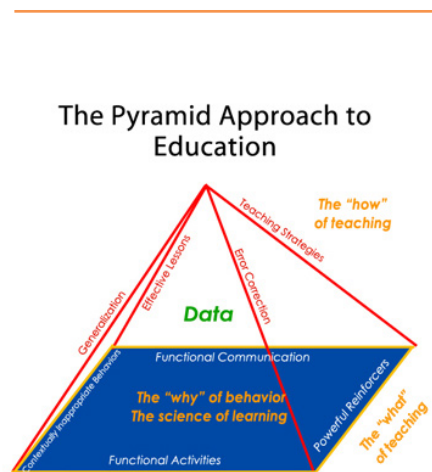 The Pyramid Approach to
Education
The "how"
of teaching
Teaching Strategies
Generalization
Effective Lessons
Error Correction
Data
Functional Communication
Contextually Inappropriate Behavior
The "why" of behavior
The science of learning
Powerful Reinforcers
The "what"
of teaching
Functional Activities